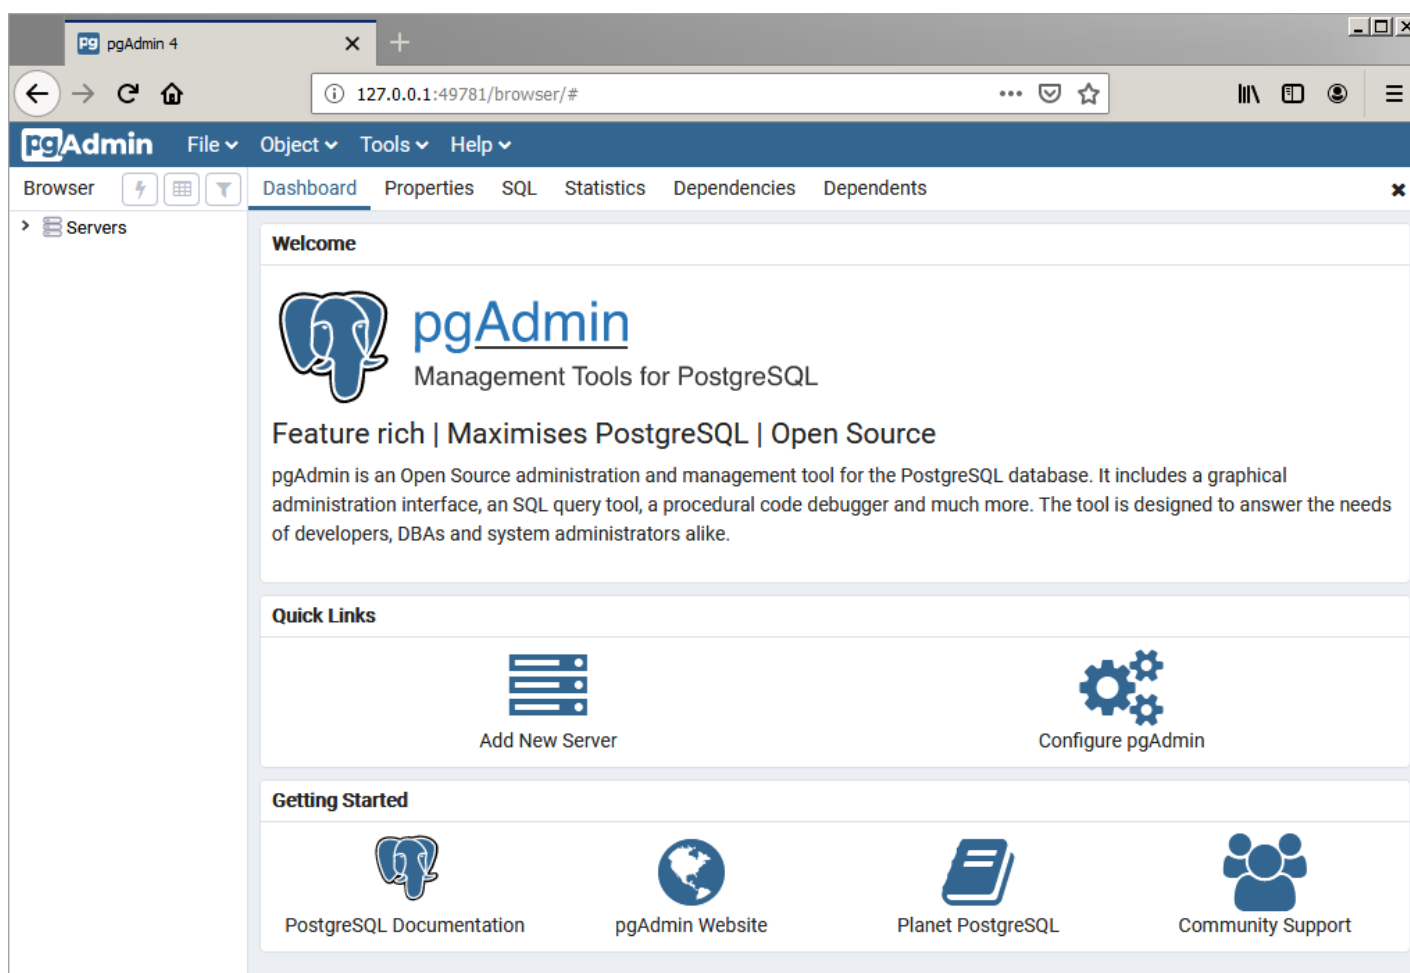 Pg pgAdmin 4
127.0.0.1:49781/browser/#
pgAdmin File Object Tools Help
Browser Dashboard Properties SQL Statistics Dependencies Dependents
Servers
Welcome
pgAdmin
Management Tools for PostgreSQL
Feature rich | Maximises PostgreSQL | Open Source
pgAdmin is an Open Source administration and management tool for the PostgreSQL database. It includes a graphical
administration interface, an SQL query tool, a procedural code debugger and much more. The tool is designed to answer the needs
of developers, DBAs and system administrators alike.
Quick Links
Add New Server Configure pgAdmin
Getting Started
PostgreSQL Documentation pgAdmin Website Planet PostgreSQL Community Support